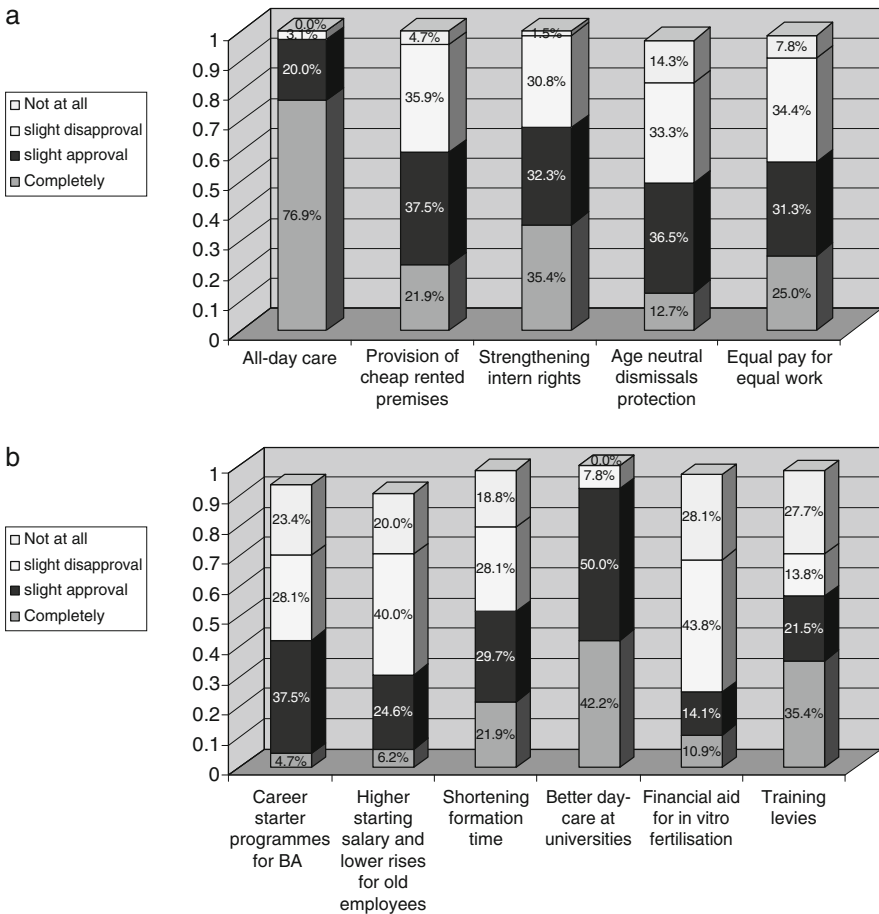 a
Not at all
slight disapproval
slight approval
Completely
1
0.9
0.8
0.7
0.6
0.5
0.4
0.3
0.2
0.1
0
0.0%
3.1%
20.0%
76.9%
4.7%
35.9%
37.5%
21.9%
1.5%
30.8%
32.3%
35.4%
14.3%
33.3%
36.5%
12.7%
7.8%
34.4%
31.3%
25.0%
All-day care
Provision of
cheap rented
premises
Strengthening
intern rights
Age neutral
dismissals
protection
Equal pay for
equal work
b
Not at all
slight disapproval
slight approval
Completely
1
0.9
0.8
0.7
0.6
0.5
0.4
0.3
0.2
0.1
0
23.4%
28.1%
37.5%
4.7%
20.0%
40.0%
24.6%
6.2%
18.8%
28.1%
29.7%
21.9%
0.0%
7.8%
50.0%
42.2%
28.1%
43.8%
14.1%
10.9%
27.7%
13.8%
21.5%
35.4%
Career
starter
programmes
for BA
Higher
starting
salary and
lower rises
for old
employees
Shortening
formation
time
Better day-
care at
universities
Financial aid
for in vitro
fertilisation
Training
levies